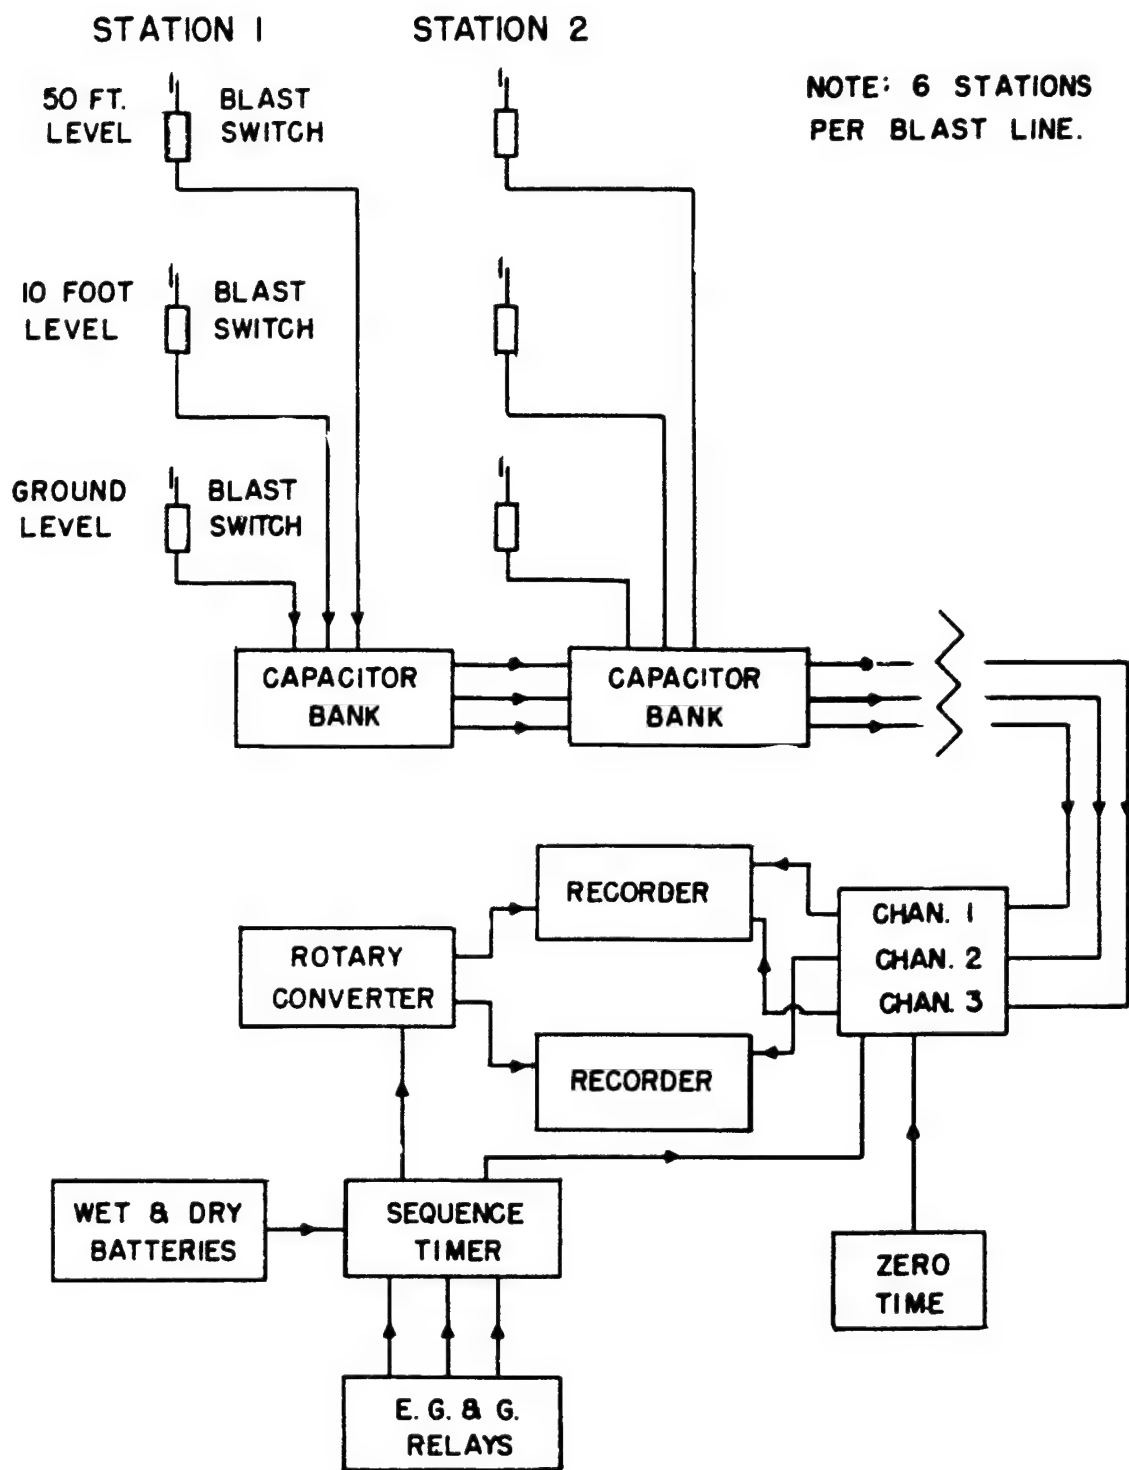 STATION 1
STATION 2
NOTE: 6 STATIONS
PER BLAST LINE.
50 FT.
LEVEL
BLAST
SWITCH
10 FOOT
LEVEL
BLAST
SWITCH
GROUND
LEVEL
BLAST
SWITCH
CAPACITOR
BANK
CAPACITOR
BANK
RECORDER
CHAN. 1
CHAN. 2
CHAN. 3
ROTARY
CONVERTER
RECORDER
WET & DRY
BATTERIES
SEQUENCE
TIMER
ZERO
TIME
E. G. & G.
RELAYS